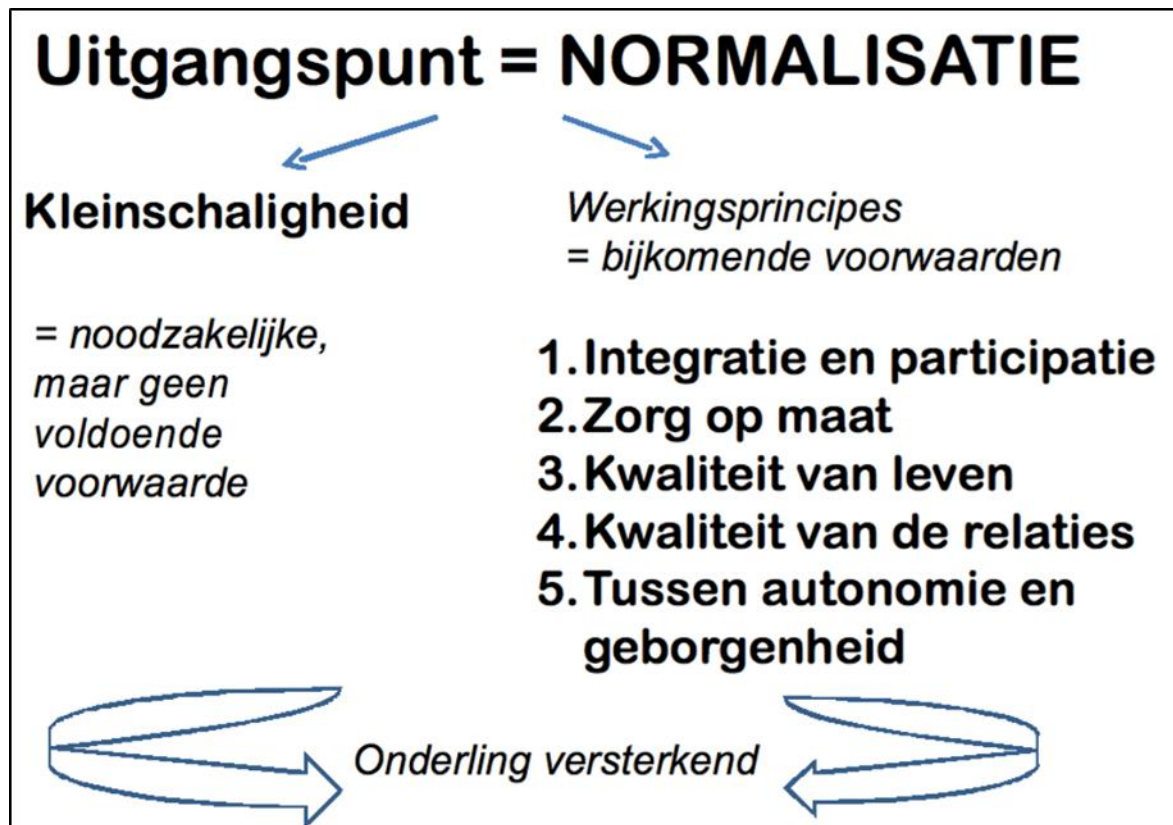 Uitgangspunt = NORMALISATIE
Kleinschaligheid
= noodzakelijke,
maar geen
voldoende
voorwaarde
Werkingsprincipes
= bijkomende voorwaarden
1. Integratie en participatie
2. Zorg op maat
3. Kwaliteit van leven
4. Kwaliteit van de relaties
5. Tussen autonomie en
geborgenheid
Onderling versterkend